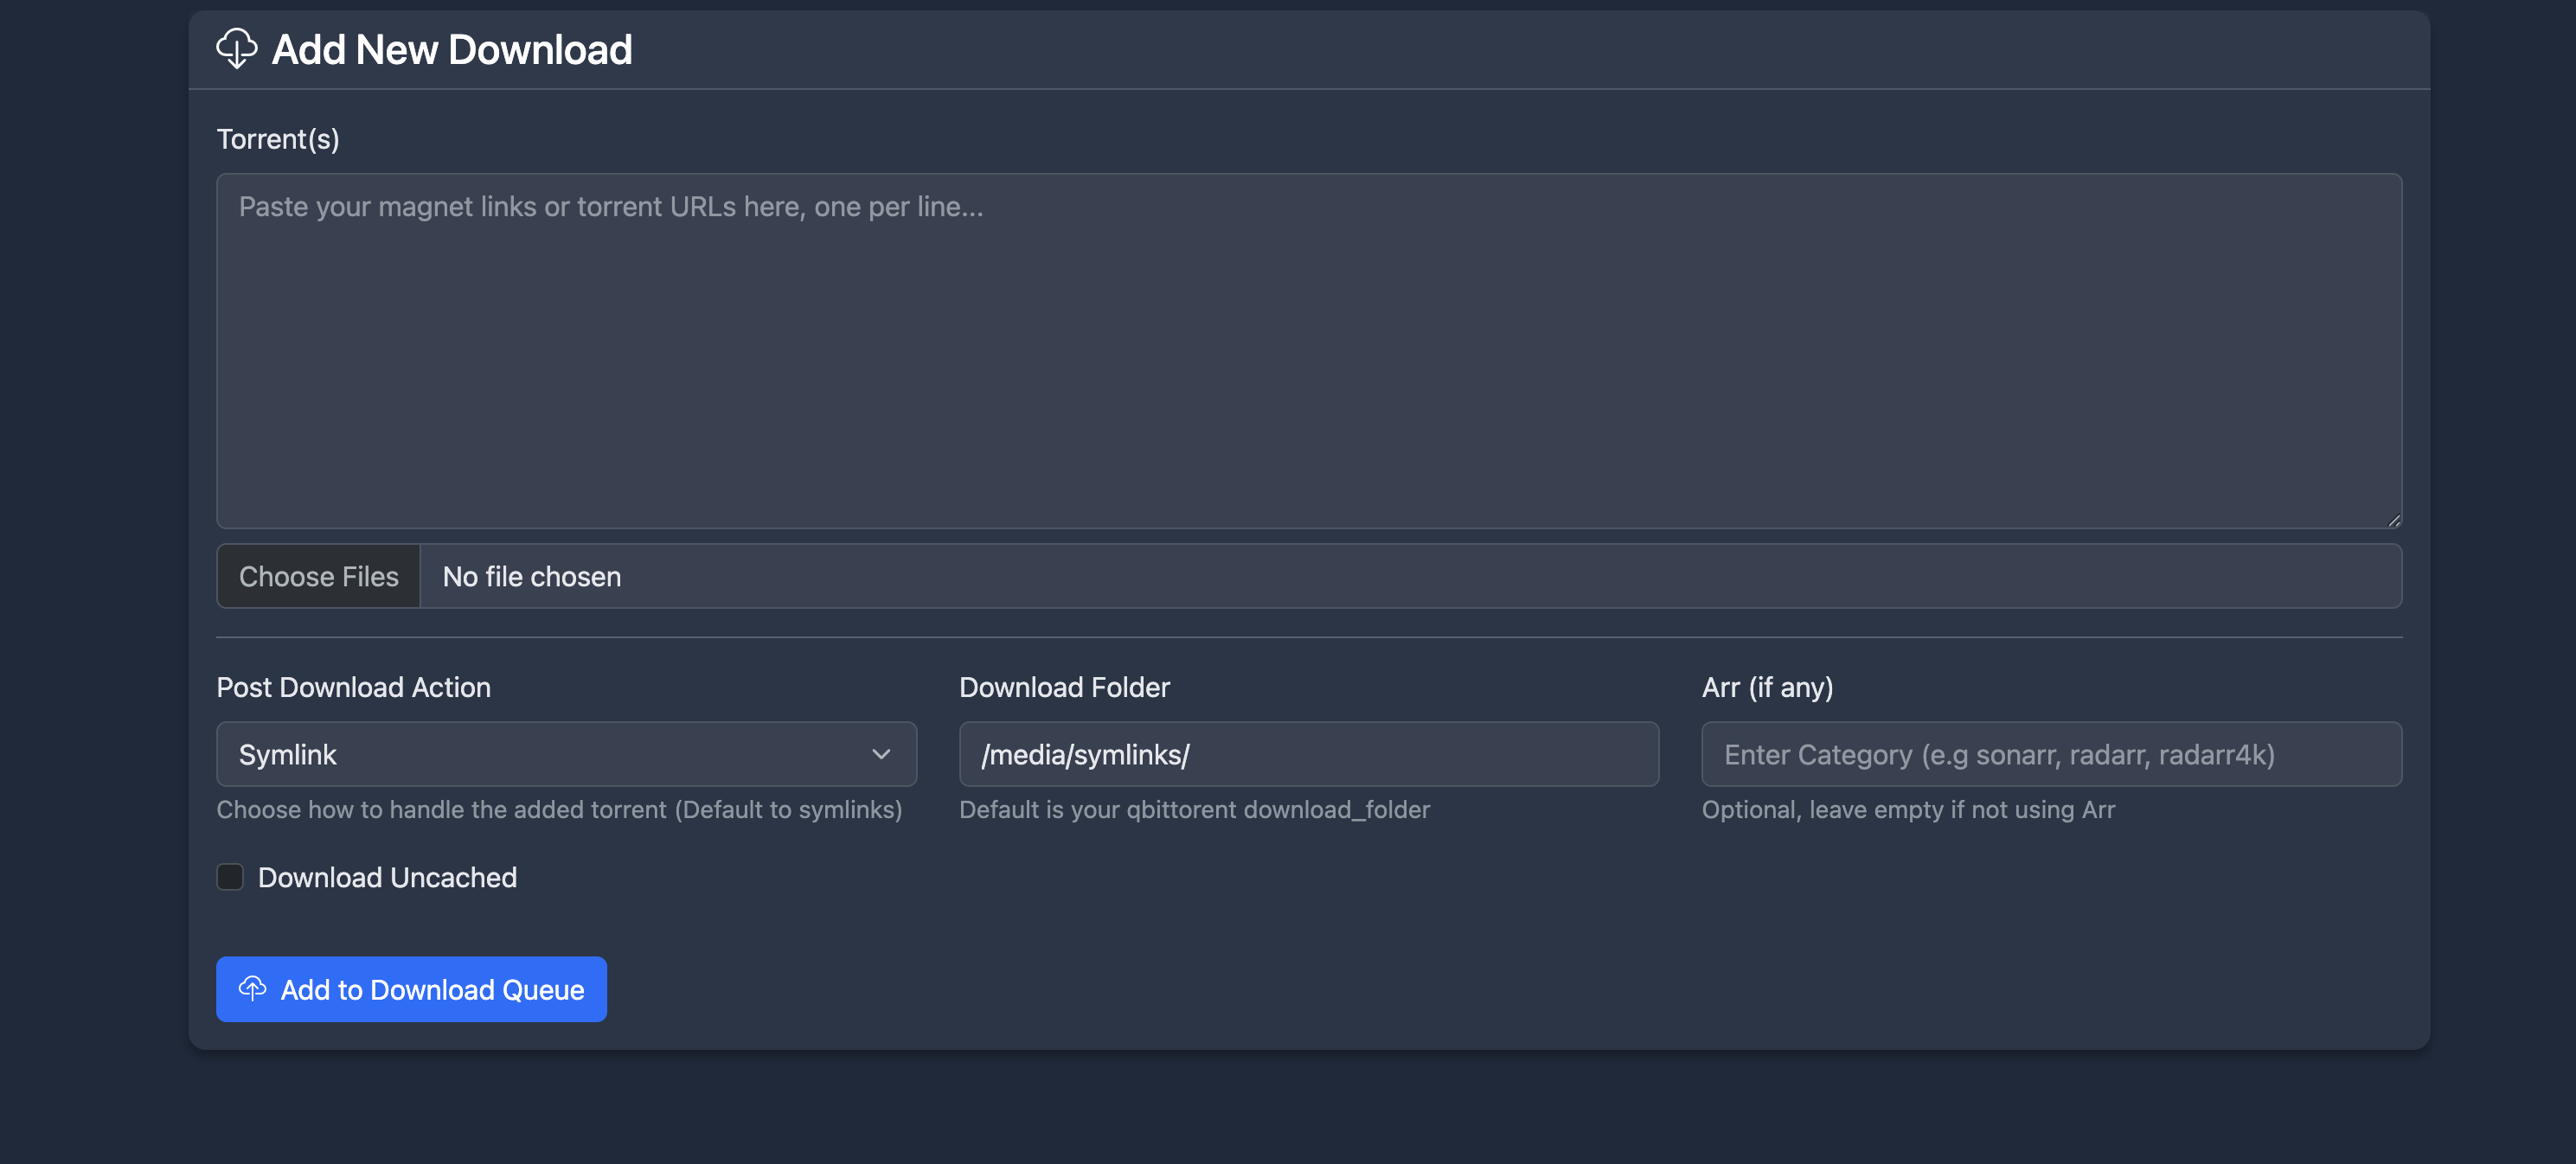 Add New Download
Torrent(s)
Paste your magnet links or torrent URLs here, one per line...
Choose Files No file chosen
Post Download Action
Symlink
Choose how to handle the added torrent (Default to symlinks)
Download Folder
/media/symlinks/
Default is your qbittorent download_folder
Arr (if any)
Enter Category (e.g sonarr, radarr, radarr4k)
Optional, leave empty if not using Arr
Download Uncached
Add to Download Queue